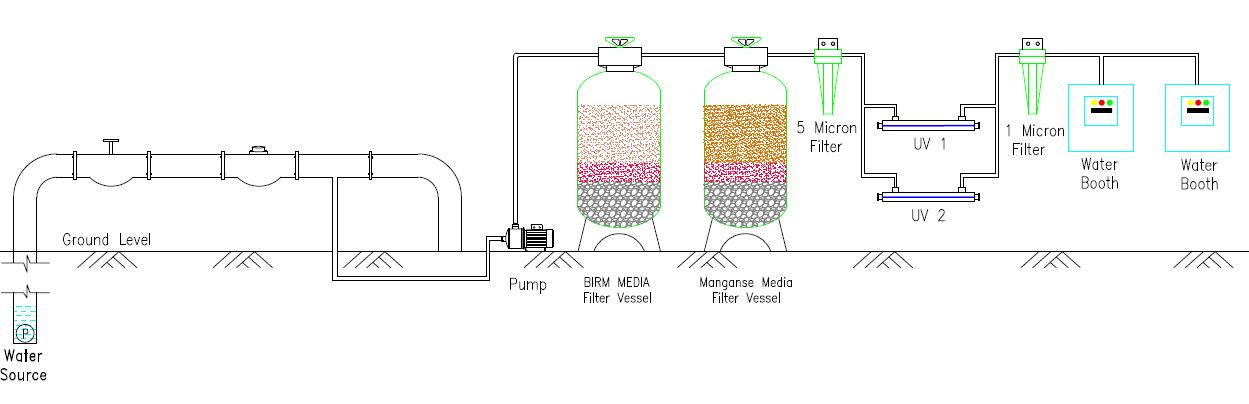 5 Micron
Filter
UV 1
UV 2
1 Micron
Filter
Water
Booth
Water
Booth
Ground Level
Pump
BIRM MEDIA
Filter Vessel
Manganse Media
Filter Vessel
P
Water
Source